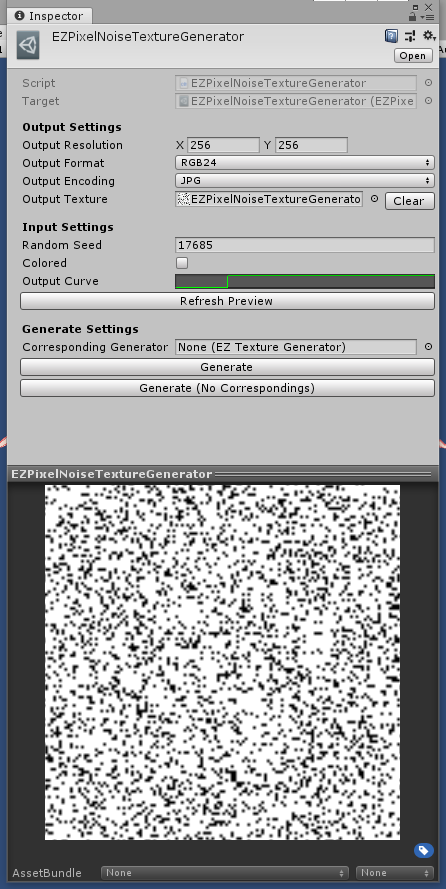 Inspector
EZPixelNoiseTextureGenerator
Open
Script EZPixelNoiseTextureGenerator
Target EZPixelNoiseTextureGenerator (EZPixe
Output Settings
Output Resolution X 256 Y 256
Output Format RGB24
Output Encoding JPG
Output Texture EZPixelNoiseTextureGenerato Clear
Input Settings
Random Seed 17685
Colored
Output Curve
Refresh Preview
Generate Settings
Corresponding Generator None (EZ Texture Generator)
Generate
Generate (No Correspondings)
EZPixelNoiseTextureGenerator
AssetBundle None None